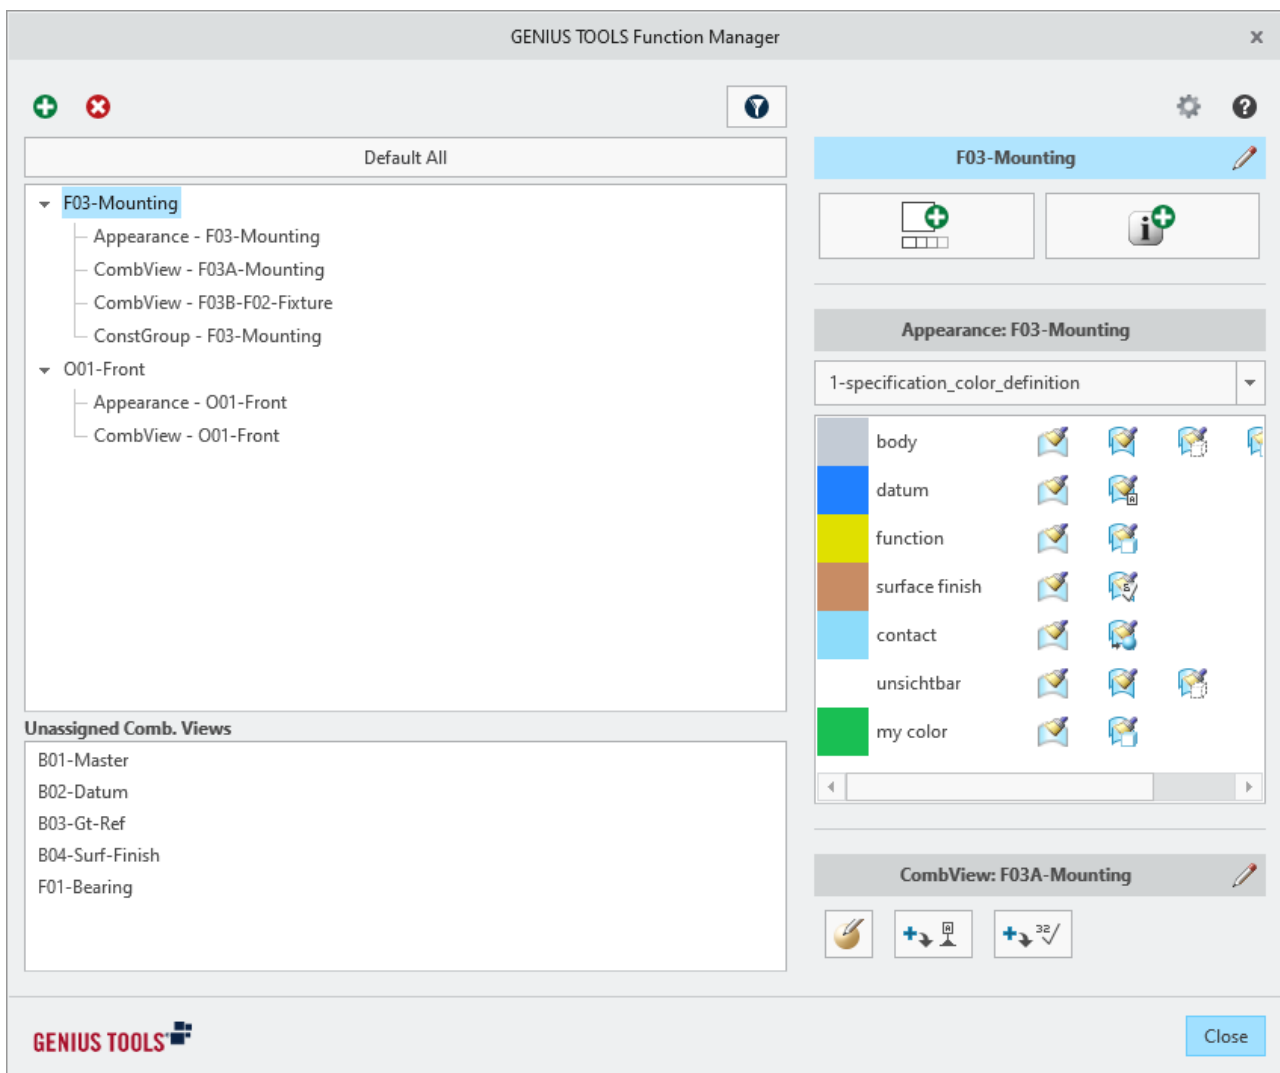 GENIUS TOOLS Function Manager
Default All
F03-Mounting
Appearance - F03-Mounting
CombView - F03A-Mounting
CombView - F03B-F02-Fixture
ConstGroup - F03-Mounting
O01-Front
Appearance - O01-Front
CombView - O01-Front
Unassigned Comb. Views
B01-Master
B02-Datum
B03-Gt-Ref
B04-Surf-Finish
F01-Bearing
F03-Mounting
Appearance: F03-Mounting
1-specification_color_definition
body
datum
function
surface finish
contact
unsichtbar
my color
CombView: F03A-Mounting
A
32
GENIUS TOOLS
Close